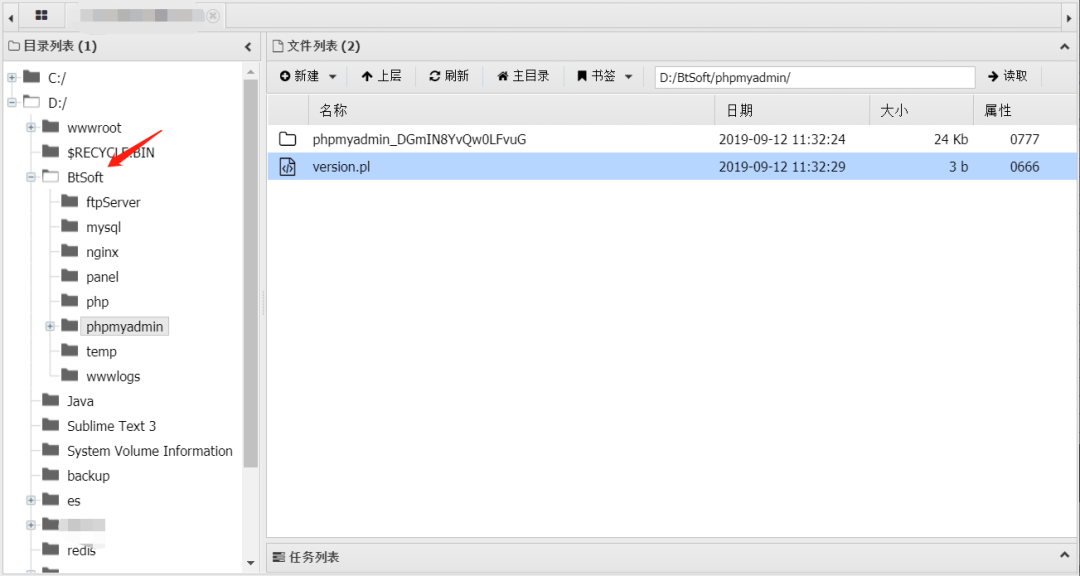 目录列表 (1)
C:/
D:/
wwwroot
$RECYCLE.BIN
BtSoft
ftpServer
mysql
nginx
panel
php
phpmyadmin
temp
wwwlogs
Java
Sublime Text 3
System Volume Information
backup
es
redis
文件列表 (2)
新建 上层 刷新 主目录 书签 D:/BtSoft/phpmyadmin/ 读取
名称 日期 大小 属性
phpmyadmin_DGmIN8YvQw0LFvuG 2019-09-12 11:32:24 24 Kb 0777
version.pl 2019-09-12 11:32:29 3 b 0666
任务列表